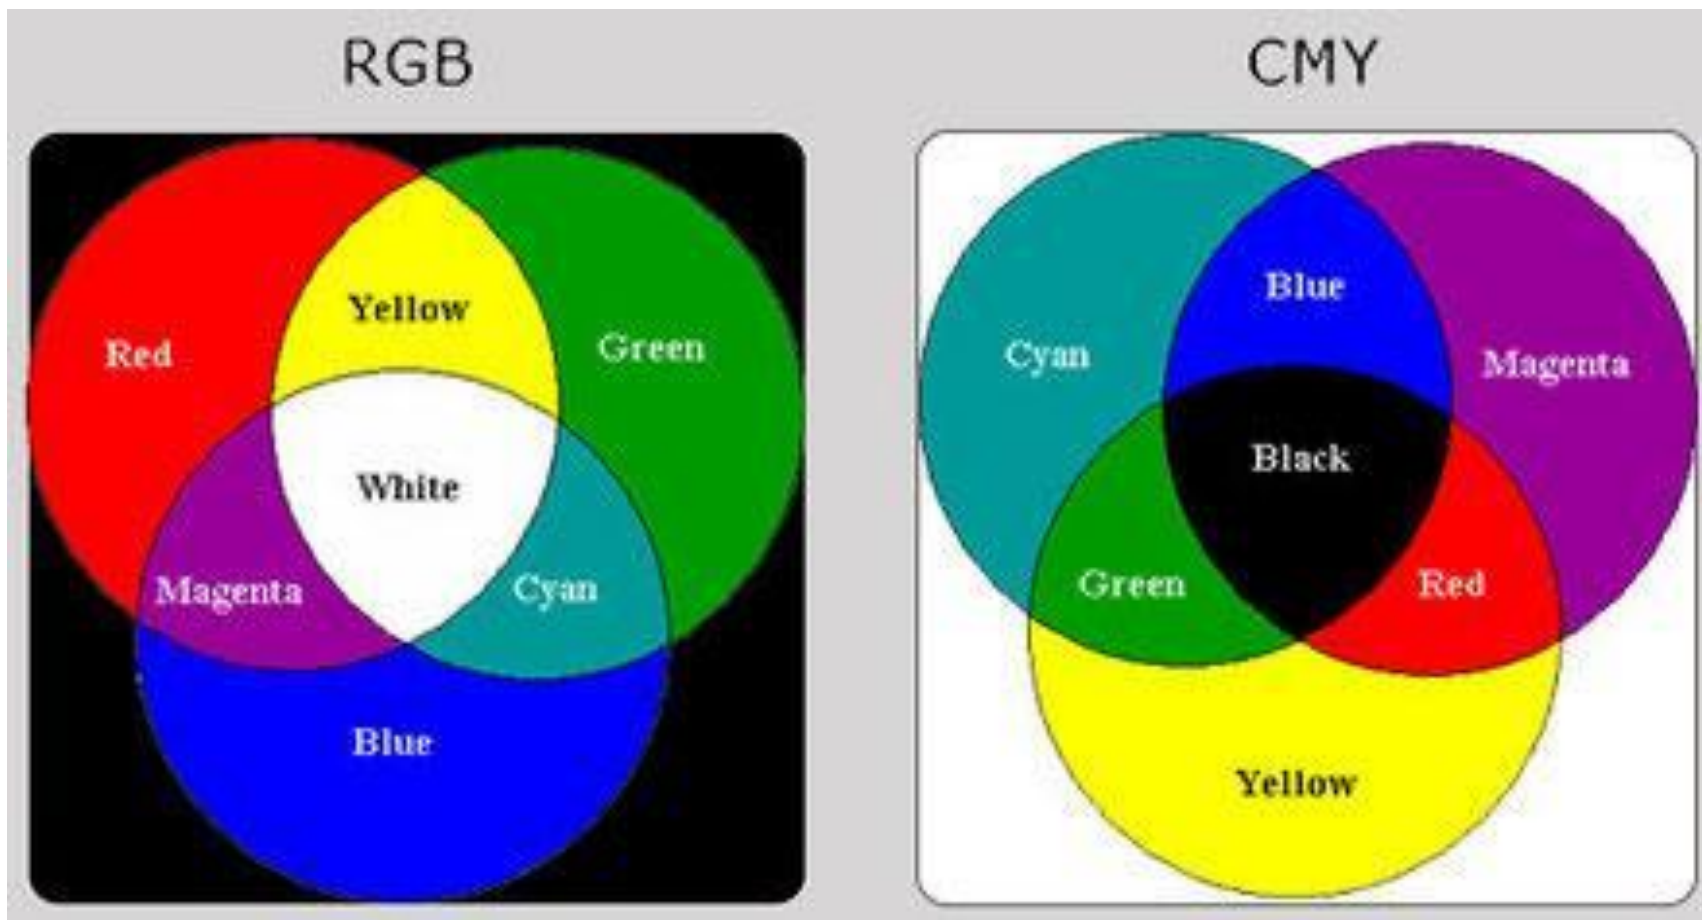 RGB
CMY
Red
Yellow
Green
White
Magenta
Cyan
Blue
Cyan
Blue
Magenta
Black
Green
Red
Yellow